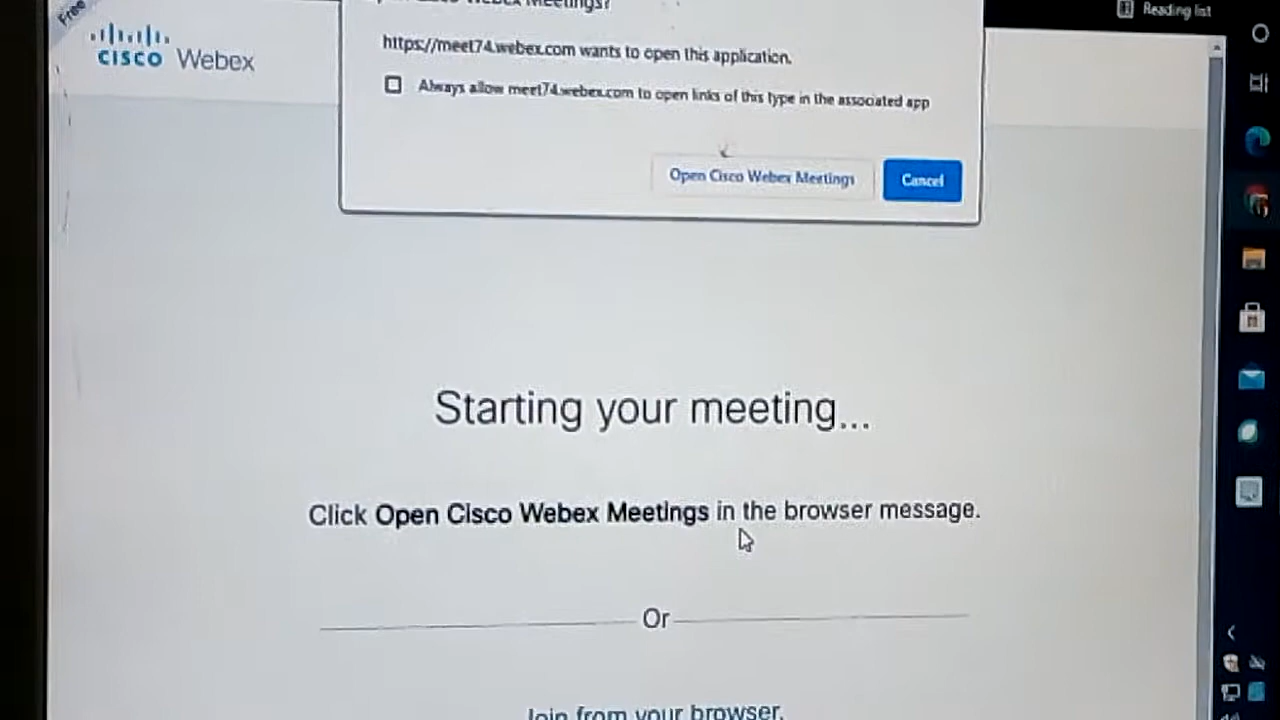 Free
Reading list
CISCO Webex
Webex Meetings?
https://meet74.webex.com wants to open this application.
Always allow meet74.webex.com to open links of this type in the associated app
Open Cisco Webex Meetings
Cancel
Starting your meeting...
Click Open Cisco Webex Meetings in the browser message.
Or
Join from your browser.